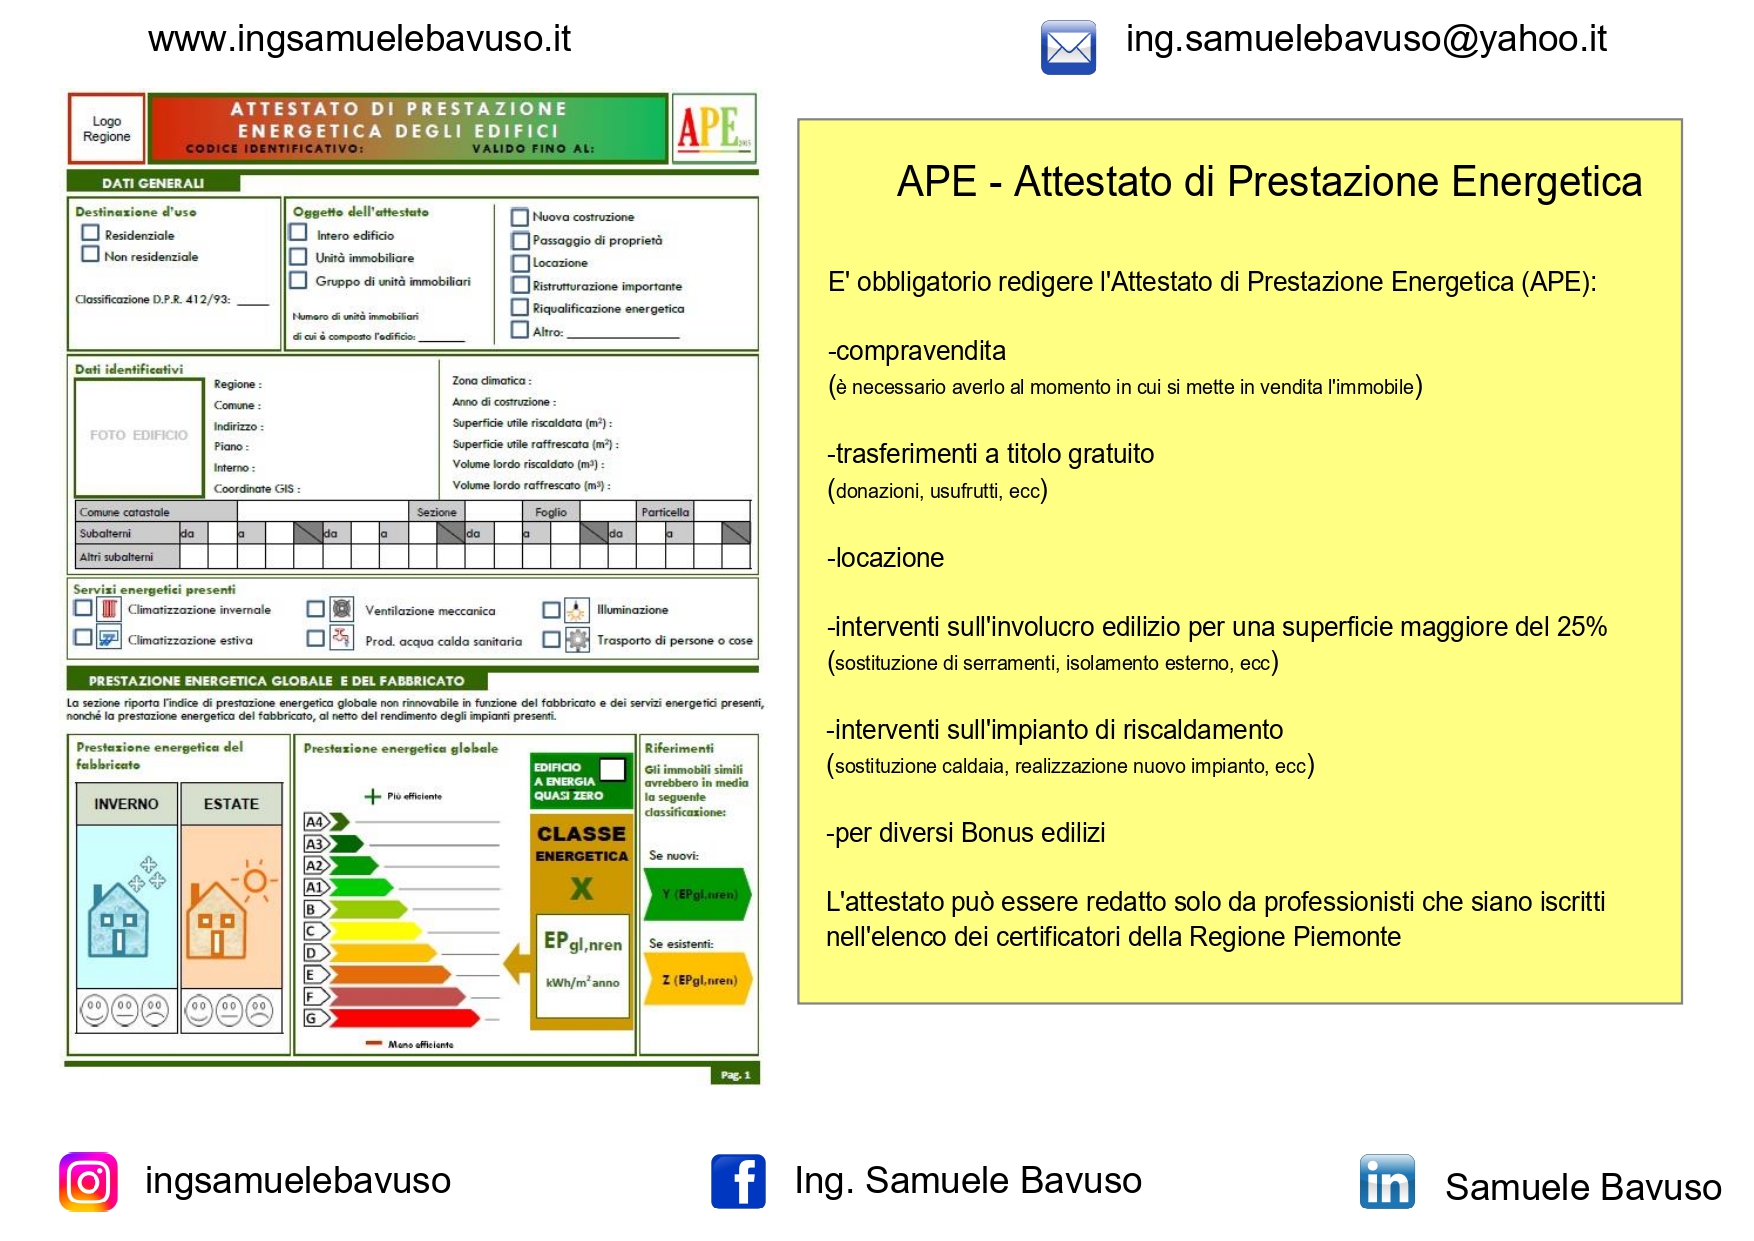 www.ingsamuelebavuso.it
ing.samuelebavuso@yahoo.it
Logo
Regione
ATTESTATO DI PRESTAZIONE
ENERGETICA DEGLI EDIFICI
CODICE IDENTIFICATIVO: VALIDO FINO AL:
APE 2015
DATI GENERALI
Destinazione d'uso
Residenziale
Non residenziale
Classificazione D.P.R. 412/93: _____
Oggetto dell'attestato
Intero edificio
Unità immobiliare
Gruppo di unità immobiliari
Numero di unità immobiliari
di cui è composto l'edificio: ________
Nuova costruzione
Passaggio di proprietà
Locazione
Ristrutturazione importante
Riqualificazione energetica
Altro: ____________________
Dati identificativi
FOTO EDIFICIO
Regione :
Comune :
Indirizzo :
Piano :
Interno :
Coordinate GIS :
Zona climatica :
Anno di costruzione :
Superficie utile riscaldata (m²) :
Superficie utile raffrescata (m²) :
Volume lordo riscaldato (m³) :
Volume lordo raffrescato (m³) :
Comune catastale Sezione Foglio Particella
Subalterni da a da a da a da a
Altri subalterni
Servizi energetici presenti
Climatizzazione invernale
Ventilazione meccanica
Illuminazione
Climatizzazione estiva
Prod. acqua calda sanitaria
Trasporto di persone o cose
PRESTAZIONE ENERGETICA GLOBALE E DEL FABBRICATO
La sezione riporta l'indice di prestazione energetica globale non rinnovabile in funzione del fabbricato e dei servizi energetici presenti,
nonché la prestazione energetica del fabbricato, al netto del rendimento degli impianti presenti.
Prestazione energetica del
fabbricato
INVERNO ESTATE
Prestazione energetica globale
Più efficiente
A4
A3
A2
A1
B
C
D
E
F
G
Meno efficiente
EDIFICIO
A ENERGIA
QUASI ZERO
CLASSE
ENERGETICA
X
EPgl,nren
kWh/m² anno
Riferimenti
Gli immobili simili
avrebbero in media
la seguente
classificazione:
Se nuovi:
Y (EPgl,nren)
Se esistenti:
Z (EPgl,nren)
Pag. 1
APE - Attestato di Prestazione Energetica
E' obbligatorio redigere l'Attestato di Prestazione Energetica (APE):
-compravendita
(è necessario averlo al momento in cui si mette in vendita l'immobile)
-trasferimenti a titolo gratuito
(donazioni, usufrutti, ecc)
-locazione
-interventi sull'involucro edilizio per una superficie maggiore del 25%
(sostituzione di serramenti, isolamento esterno, ecc)
-interventi sull'impianto di riscaldamento
(sostituzione caldaia, realizzazione nuovo impianto, ecc)
-per diversi Bonus edilizi
L'attestato può essere redatto solo da professionisti che siano iscritti
nell'elenco dei certificatori della Regione Piemonte
ingsamuelebavuso
f
Ing. Samuele Bavuso
in
Samuele Bavuso